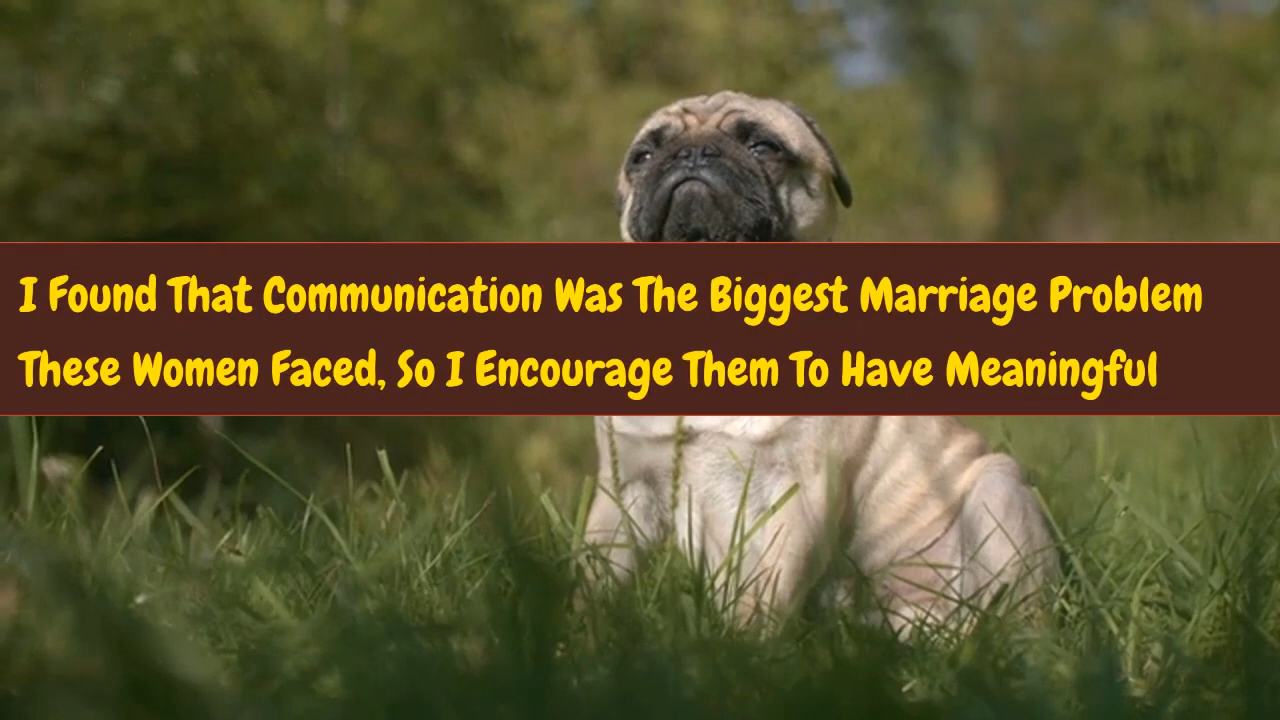 I Found That Communication Was The Biggest Marriage Problem
These Women Faced, So I Encourage Them To Have Meaningful